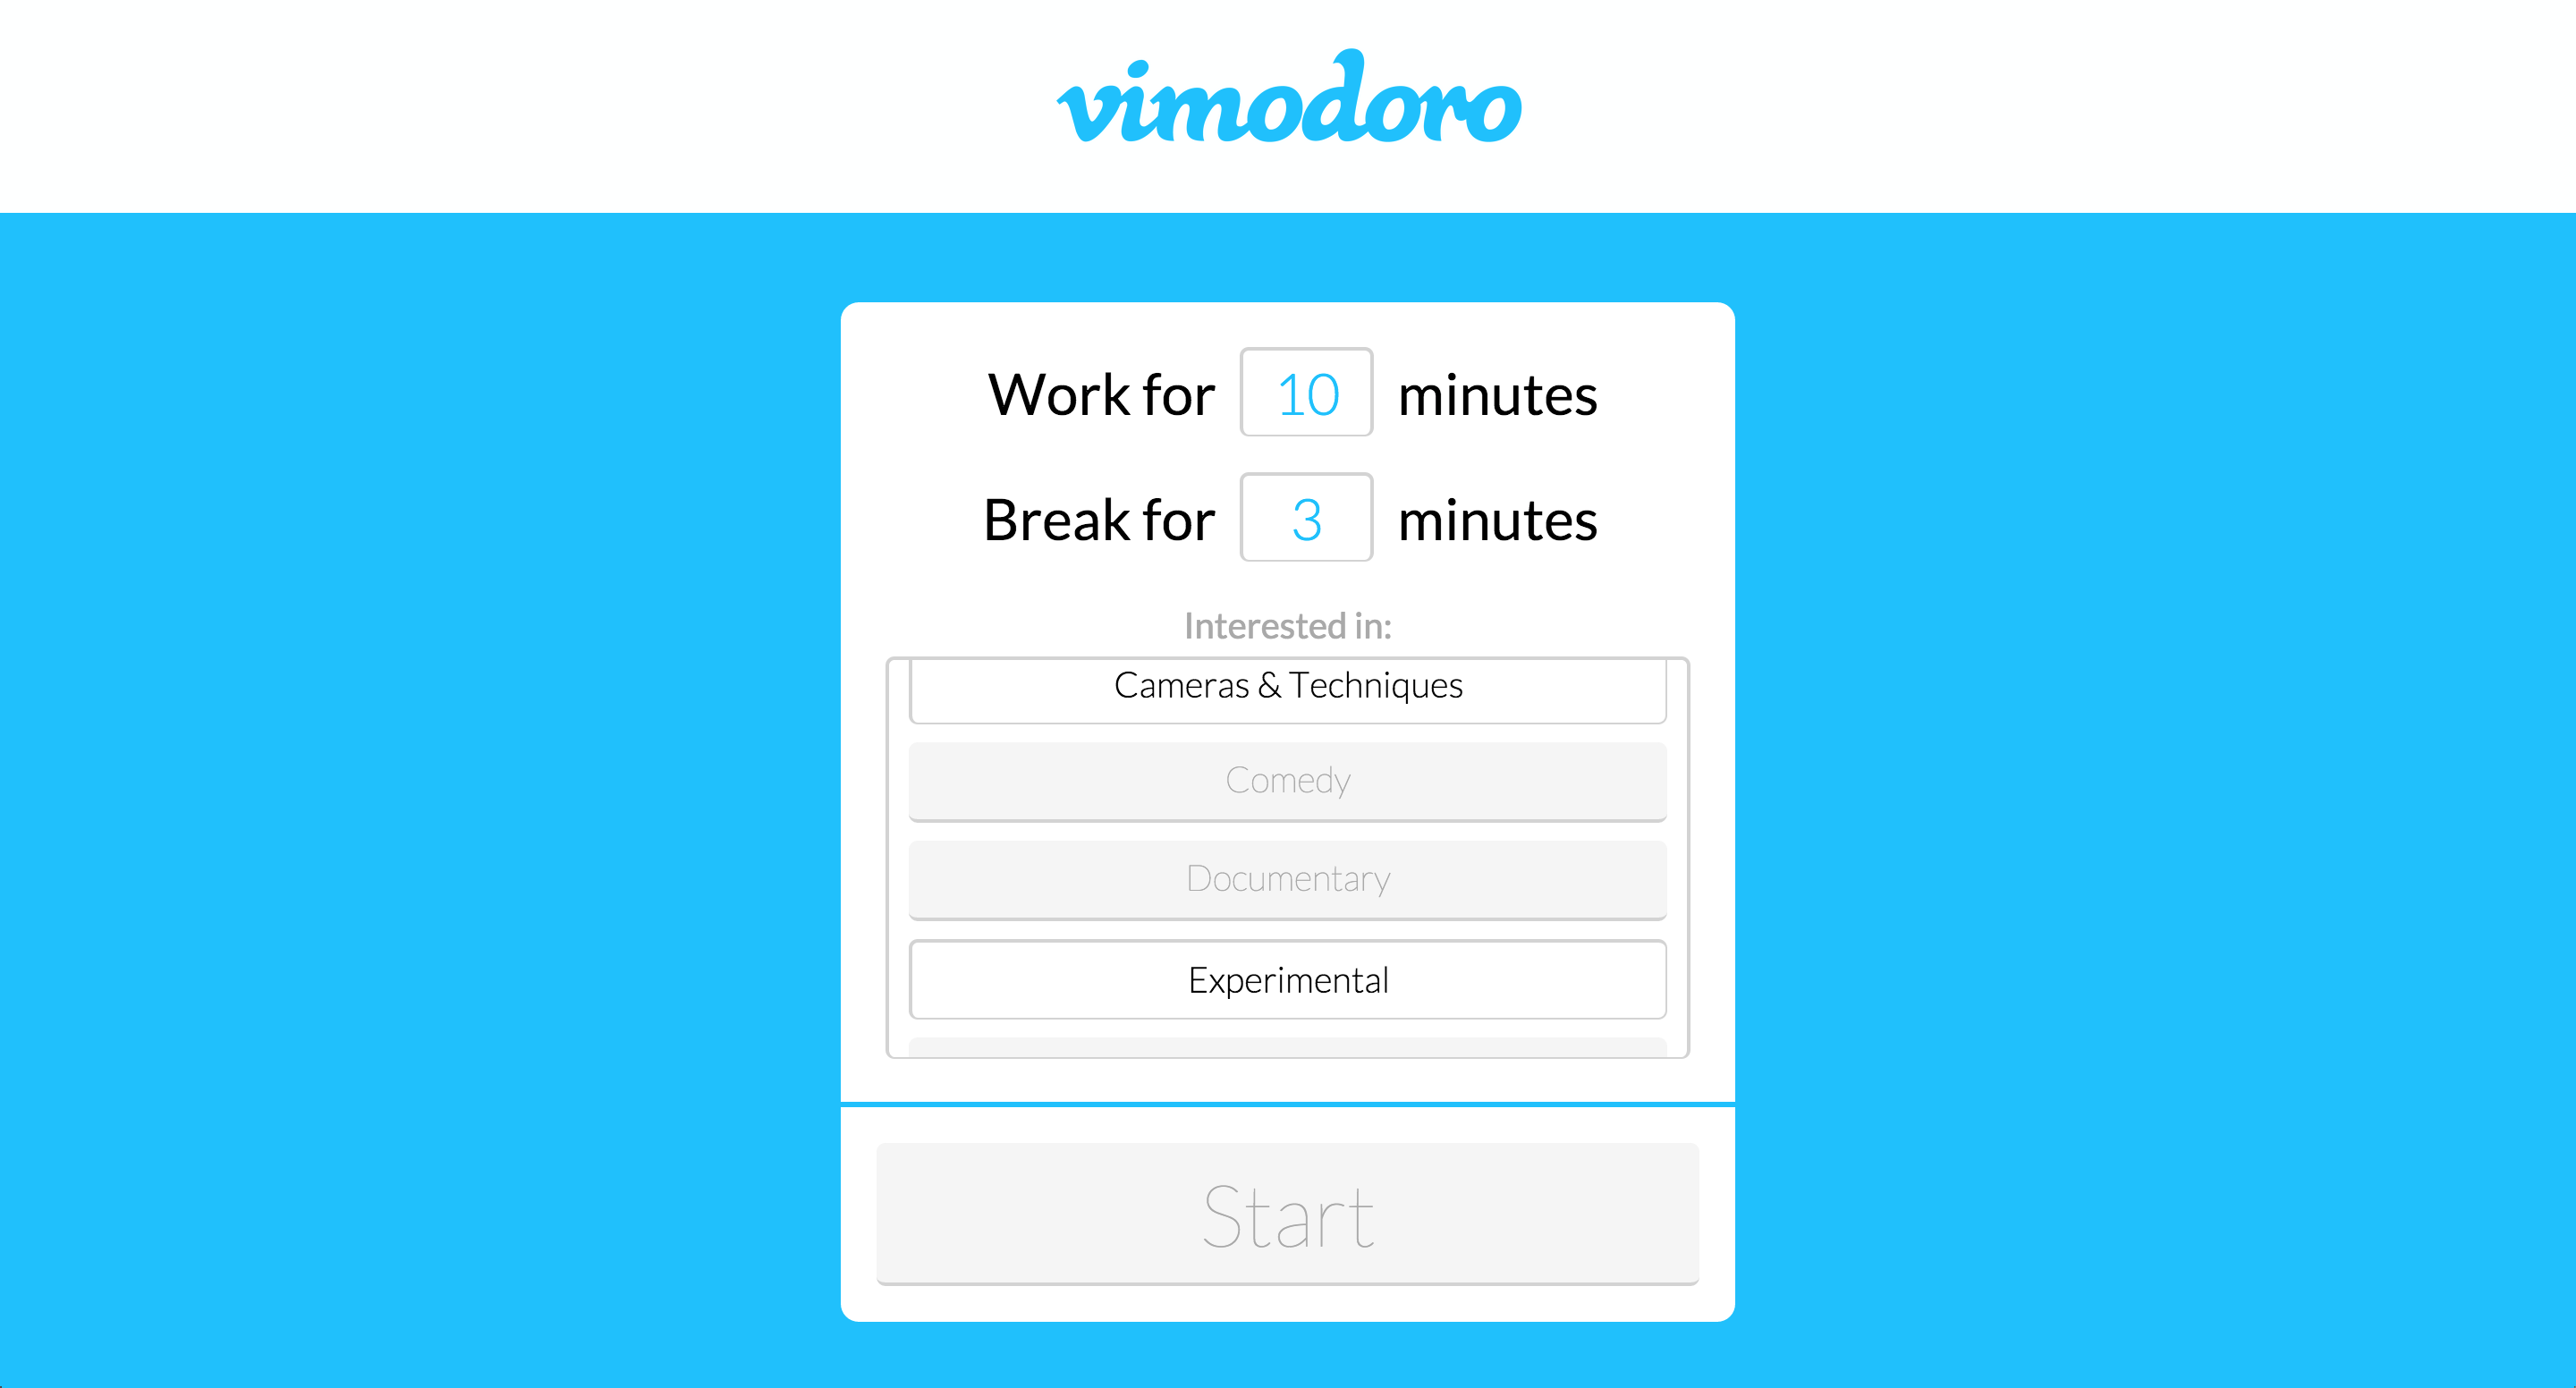 vimodoro
Work for 10 minutes
Break for 3 minutes
Interested in:
Cameras & Techniques
Comedy
Documentary
Experimental
Start